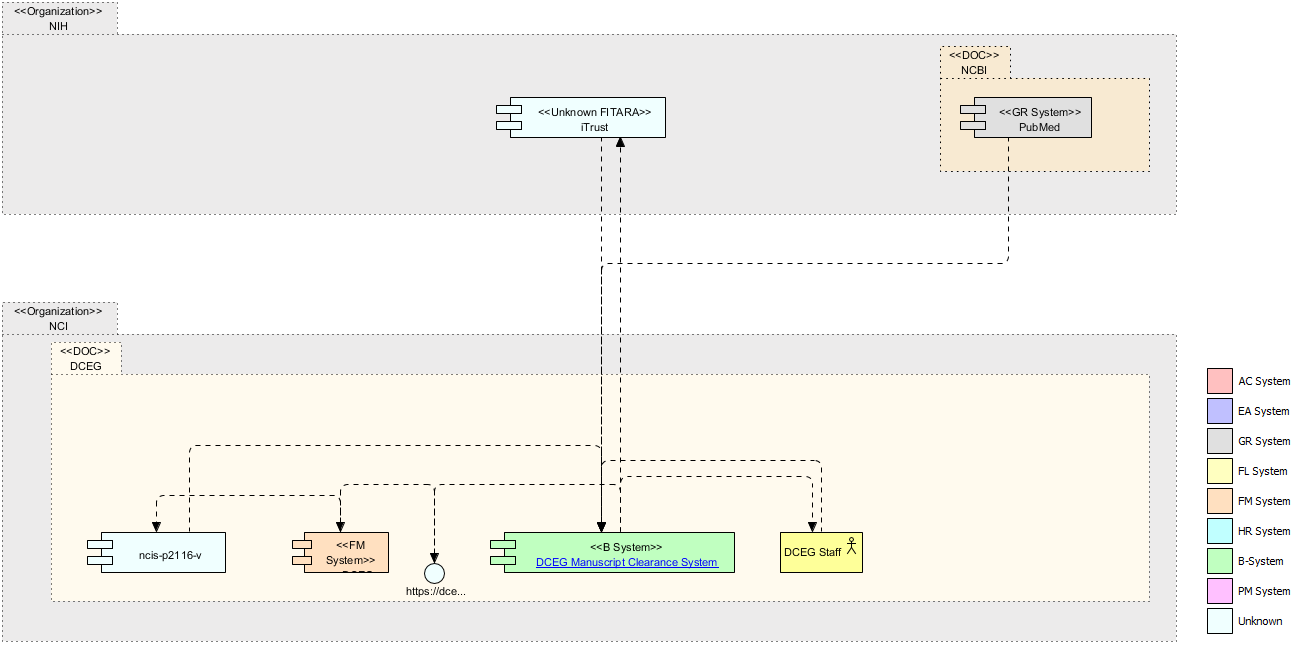 <<Organization>>
NIH
<<DOC>>
NCBI
<<Unknown FITARA>>
iTrust
<<GR System>>
PubMed
<<Organization>>
NCI
<<DOC>>
DCEG
ncis-p2116-v
<<FM
System>>
https://dce...
<<B System>>
DCEG Manuscript Clearance System
DCEG Staff
AC System
EA System
GR System
FL System
FM System
HR System
B-System
PM System
Unknown